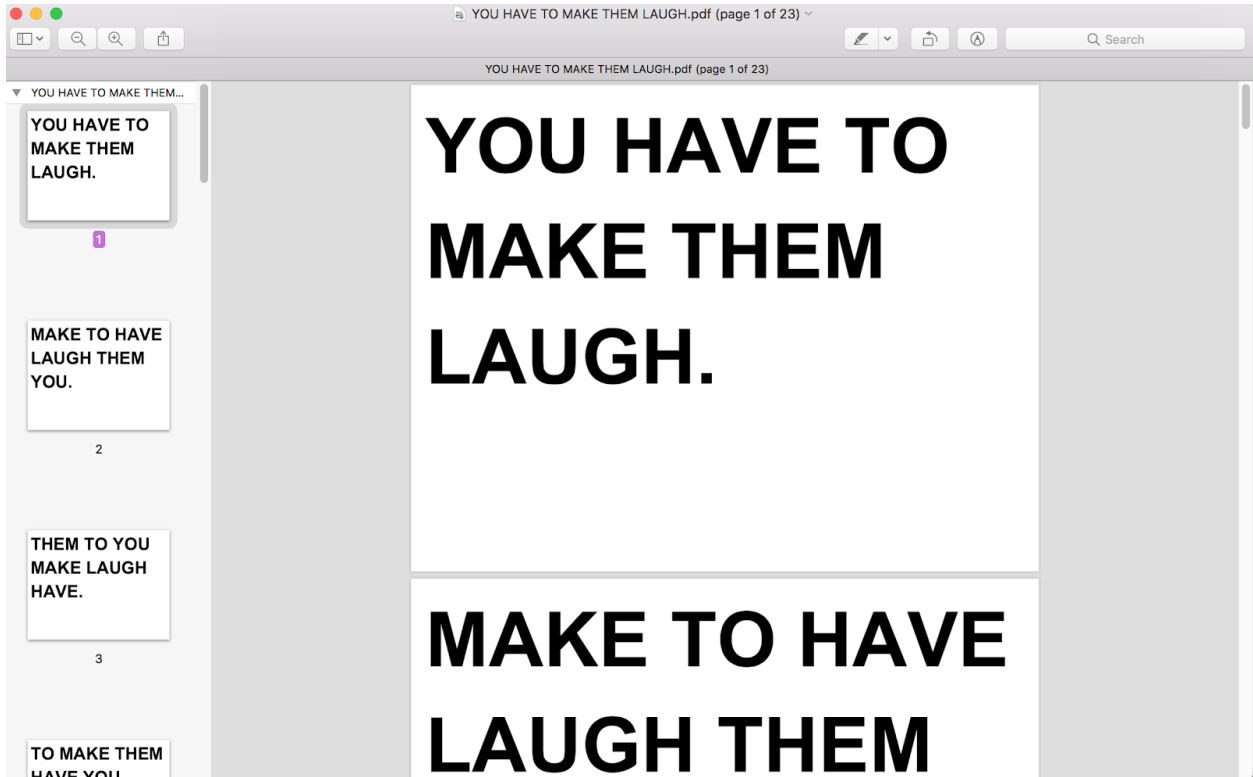 YOU HAVE TO MAKE THEM LAUGH.pdf (page 1 of 23)
Search
YOU HAVE TO MAKE THEM LAUGH.pdf (page 1 of 23)
YOU HAVE TO MAKE THEM...
YOU HAVE TO
MAKE THEM
LAUGH.
1
MAKE TO HAVE
LAUGH THEM
YOU.
2
THEM TO YOU
MAKE LAUGH
HAVE.
3
TO MAKE THEM
HAVE YOU
YOU HAVE TO
MAKE THEM
LAUGH.
MAKE TO HAVE
LAUGH THEM